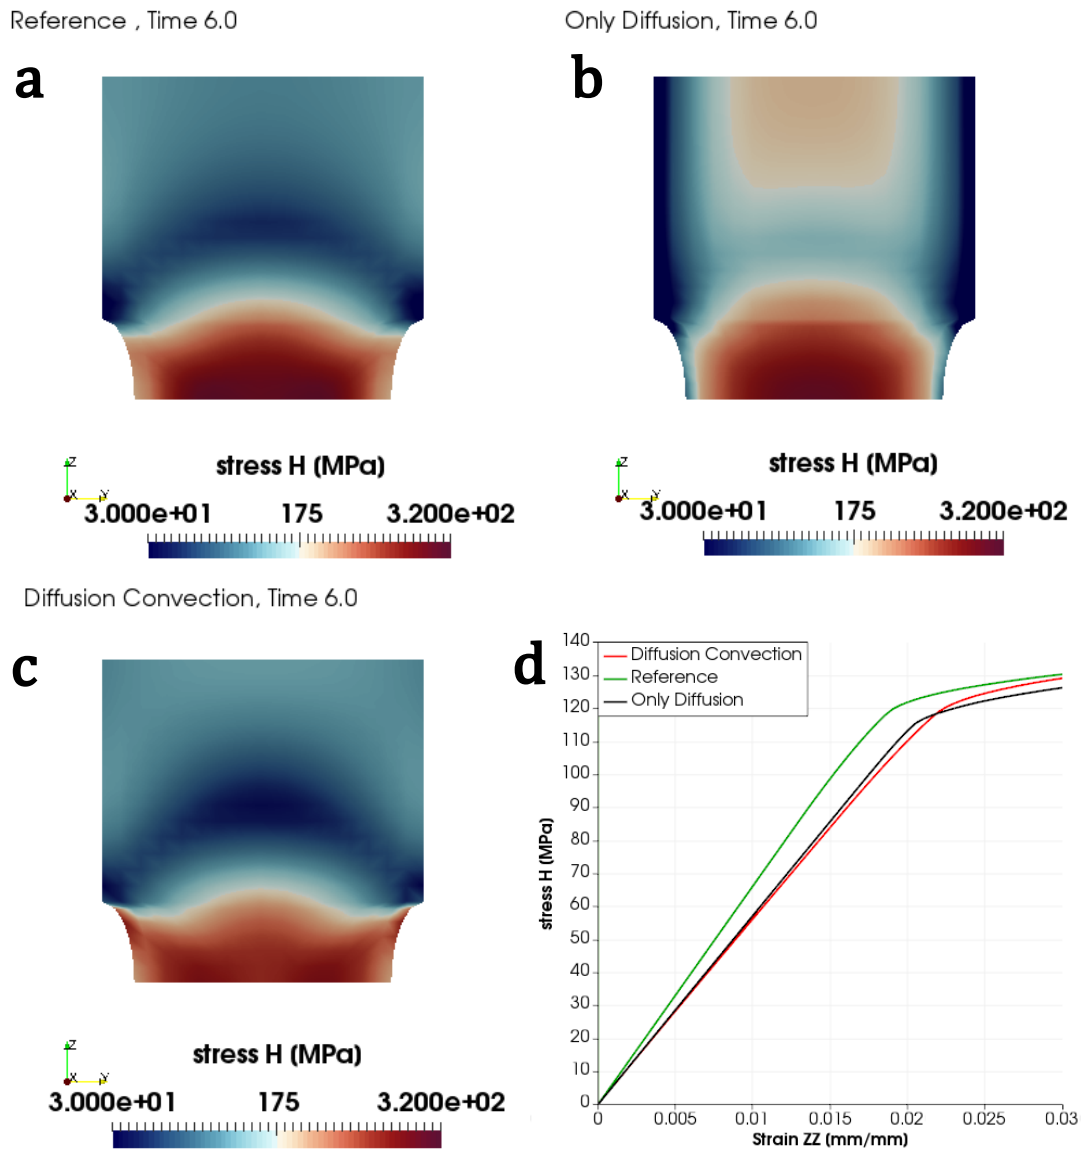 Reference , Time 6.0
Only Diffusion, Time 6.0
a
b
Z
X
Y
stress H (MPa)
3.000e+01 175 3.200e+02
Z
X
Y
stress H (MPa)
3.000e+01 175 3.200e+02
Diffusion Convection, Time 6.0
c
d
Z
X
Y
stress H (MPa)
3.000e+01 175 3.200e+02
Diffusion Convection
Reference
Only Diffusion
140
130
120
110
100
90
80
70
60
50
40
30
20
10
0
stress H (MPa)
0 0.005 0.01 0.015 0.02 0.025 0.03
Strain ZZ (mm/mm)